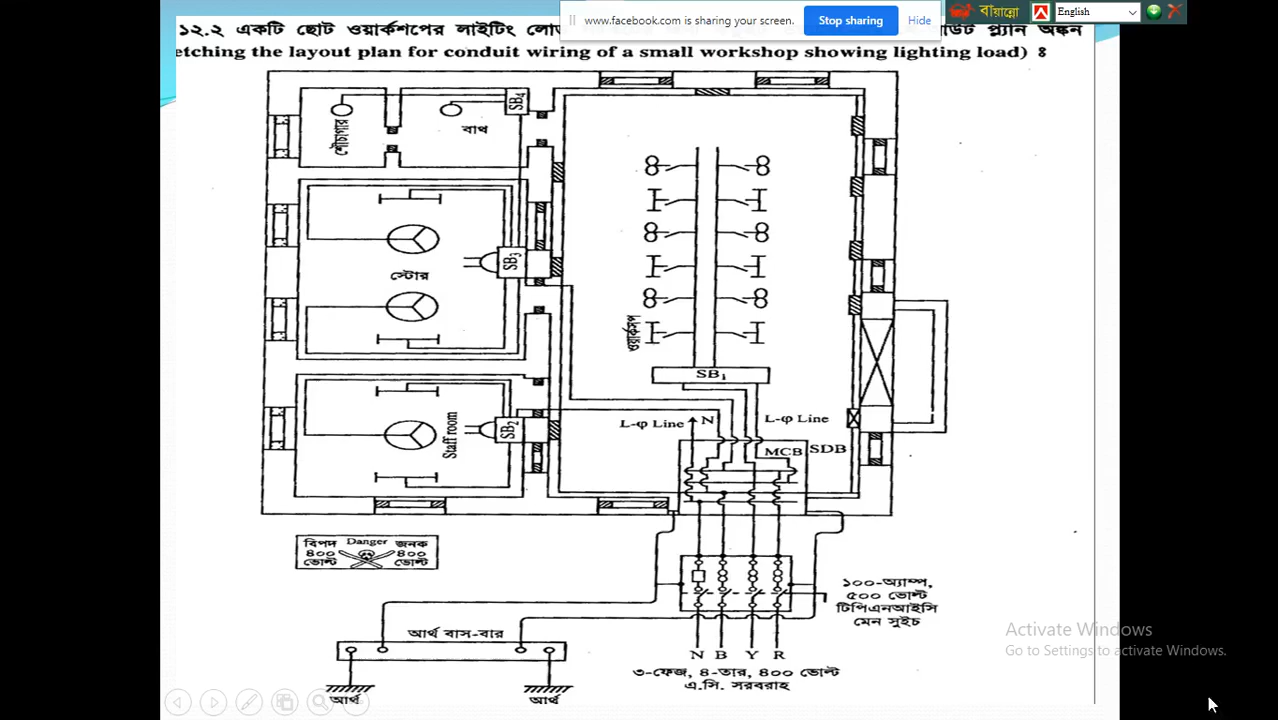 www.facebook.com is sharing your screen.
Stop sharing
Hide
বায়ান্নো
English
১২.২ একটি ছোট ওয়ার্কশপের লাইটিং
প্ল্যান অঙ্কন
etching the layout plan for conduit wiring of a small workshop showing lighting load) ঃ
শৌচাগার
বাথ
SB4
স্টোর
SB3
ওয়ার্কসপ
SB1
Staff room
SB2
L-φ Line
N
L-φ Line
MCB
SDB
বিপদ Danger জনক
৪০০ ৪০০
ভোল্ট ভোল্ট
১০০-অ্যাম্প,
৫০০ ভোল্ট
টিপিএনআইসি
মেন সুইচ
আর্থ বাস-বার
N B Y R
৩-ফেজ, ৪-তার, ৪০০ ভোল্ট
এ.সি. সরবরাহ
আর্থ
আর্থ
Activate Windows
Go to Settings to activate Windows.